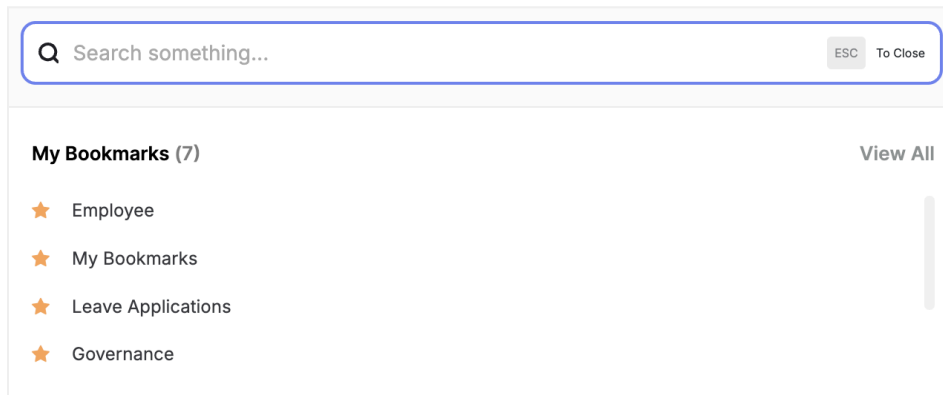 Search something... ESC To Close
My Bookmarks (7) View All
Employee
My Bookmarks
Leave Applications
Governance